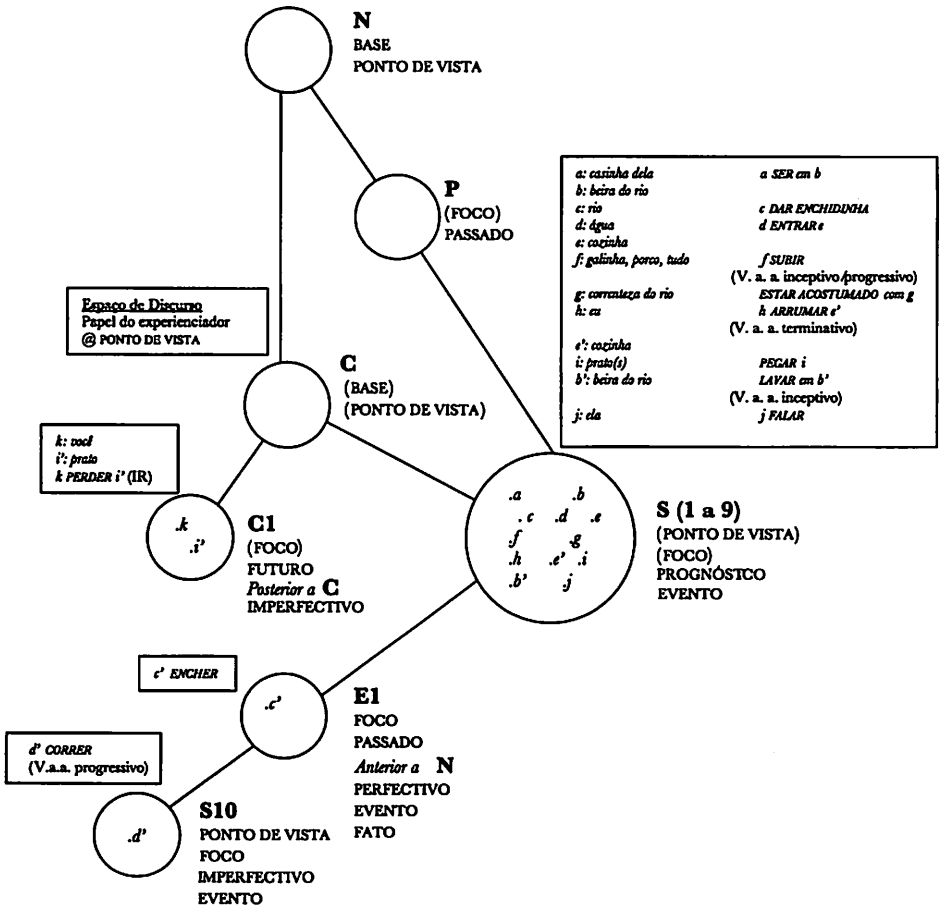 N
BASE
PONTO DE VISTA
P
(FOCO)
PASSADO
a: casinha dela a SER em b
b: beira do rio
c: rio c DAR ENCHIDINHA
d: água d ENTRAR e
e: cozinha
f: galinha, porco, tudo f SUBIR
(V. a. a. inceptivo/progressivo)
g: correnteza do rio ESTAR ACOSTUMADO com g
h: eu h ARRUMAR e'
(V. a. a. terminativo)
e': cozinha
i: prato(s) PEGAR i
b': beira do rio LAVAR em b'
(V. a. a. inceptivo)
j: ela j FALAR
Espaço de Discurso
Papel do experienciador
@ PONTO DE VISTA
C
(BASE)
(PONTO DE VISTA)
k: você
i': prato
k PERDER i' (IR)
.k
.i'
C1
(FOCO)
FUTURO
Posterior a C
IMPERFECTIVO
.a .b
.c .d .e
.f .g
.h .e' .i
.b' .j
S (1 a 9)
(PONTO DE VISTA)
(FOCO)
PROGNÓSTCO
EVENTO
c' ENCHER
.c'
E1
FOCO
PASSADO
Anterior a N
PERFECTIVO
EVENTO
FATO
d' CORRER
(V.a.a. progressivo)
.d'
S10
PONTO DE VISTA
FOCO
IMPERFECTIVO
EVENTO